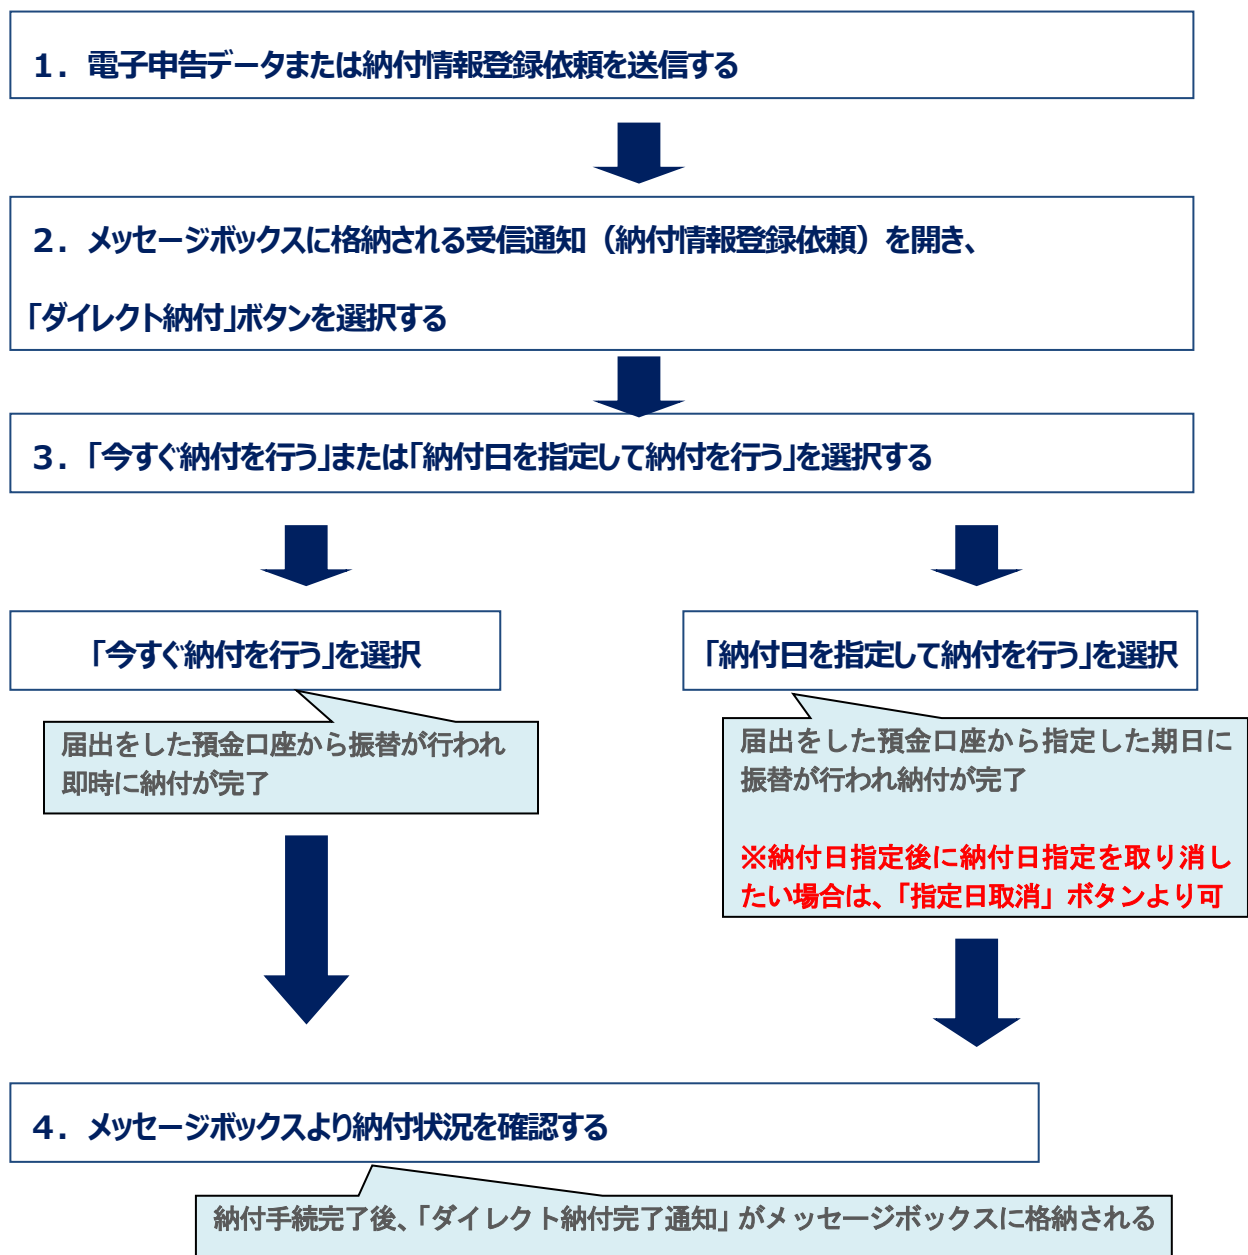 １．電子申告データまたは納付情報登録依頼を送信する
２．メッセージボックスに格納される受信通知（納付情報登録依頼）を開き、
「ダイレクト納付」ボタンを選択する
３．「今すぐ納付を行う」または「納付日を指定して納付を行う」を選択する
「今すぐ納付を行う」を選択
「納付日を指定して納付を行う」を選択
届出をした預金口座から振替が行われ
即時に納付が完了
届出をした預金口座から指定した期日に
振替が行われ納付が完了
※納付日指定後に納付日指定を取り消し
たい場合は、「指定日取消」ボタンより可
４．メッセージボックスより納付状況を確認する
納付手続完了後、「ダイレクト納付完了通知」がメッセージボックスに格納される